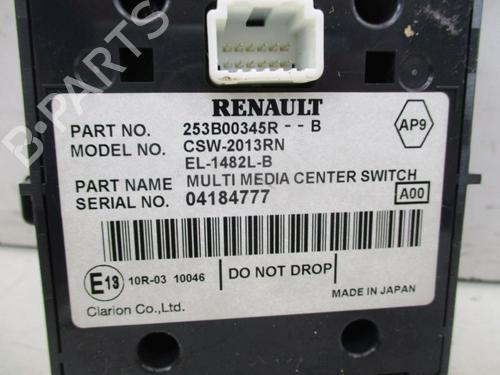 RENAULT
PART NO. 253B00345R - - B
AP9
MODEL NO. CSW-2013RN
EL-1482L-B
PART NAME MULTI MEDIA CENTER SWITCH
SERIAL NO. 04184777 A00
E13 10R-03 10046 DO NOT DROP
MADE IN JAPAN
Clarion Co.,Ltd.
B-PARTS